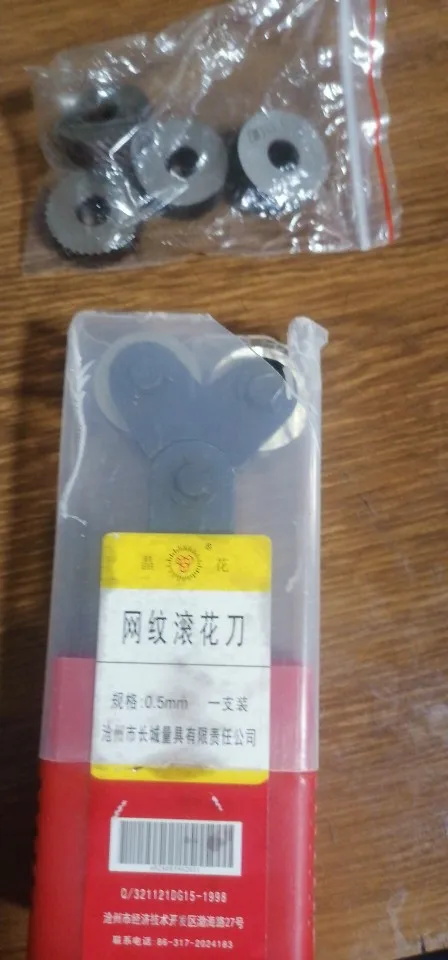 晶 花
®
网纹滚花刀
规格:0.5mm 一支装
沧州市长城量具有限责任公司
Q/321121DG15-1998
沧州市经济技术开发区渤海路27号
联系电话:86-317-2024183